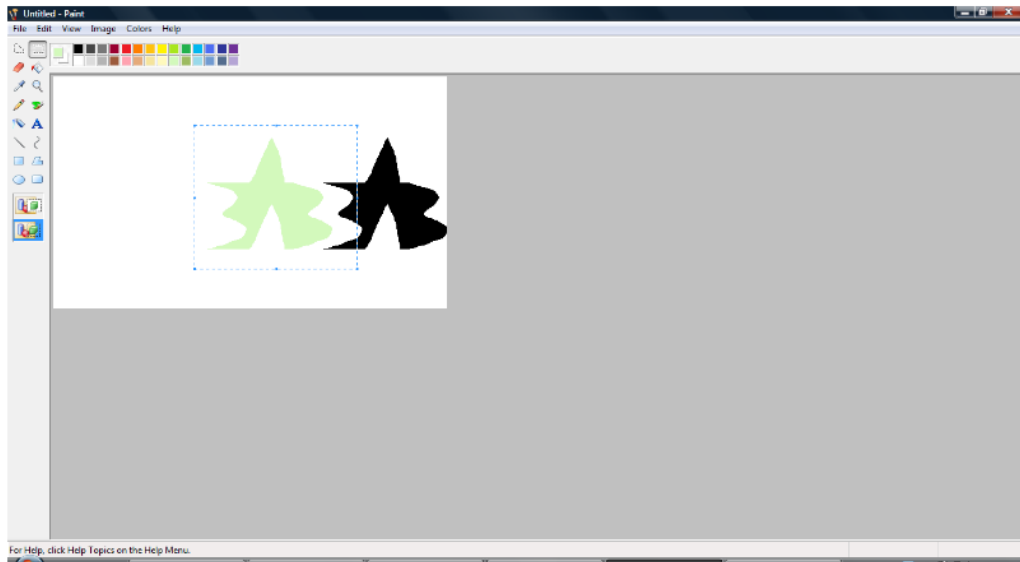 Untitled - Paint
File Edit View Image Colors Help
A
For Help, click Help Topics on the Help Menu.